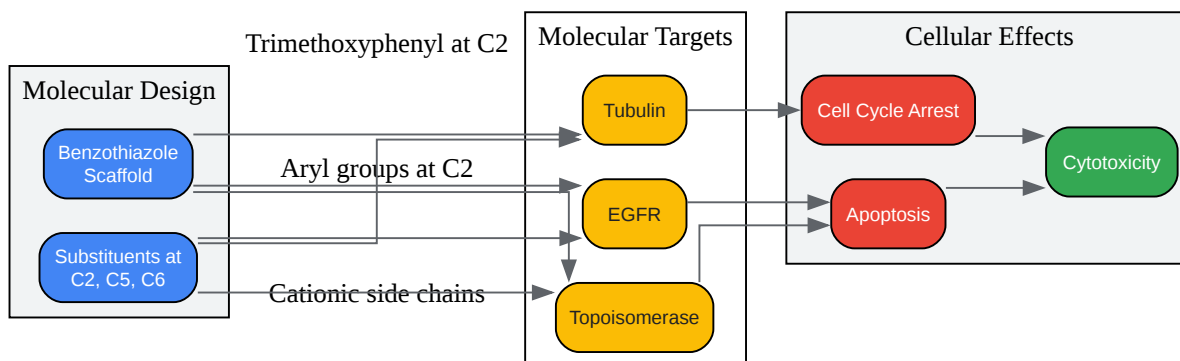 Molecular Design
Benzothiazole
Scaffold
Substituents at
C2, C5, C6
Trimethoxyphenyl at C2
Aryl groups at C2
Cationic side chains
Molecular Targets
Tubulin
EGFR
Topoisomerase
Cellular Effects
Cell Cycle Arrest
Apoptosis
Cytotoxicity